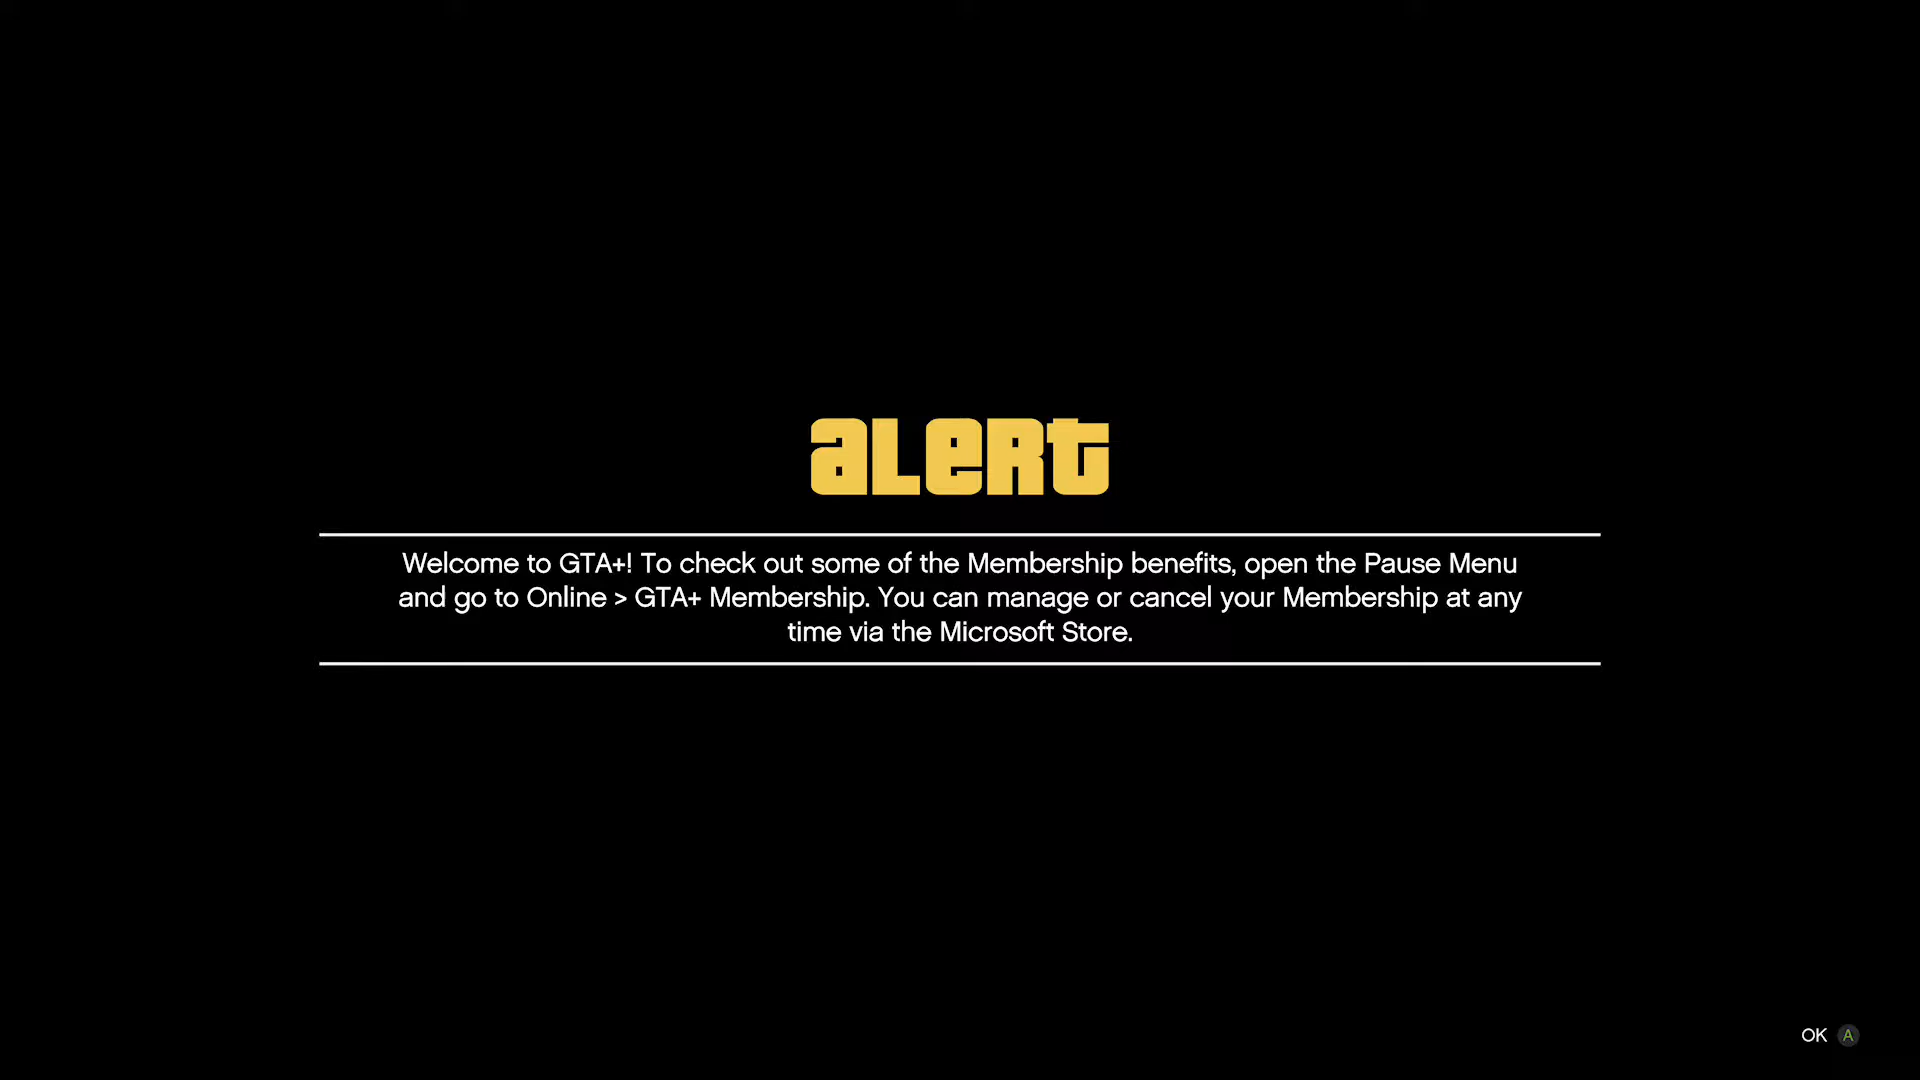 aLeRt
Welcome to GTA+! To check out some of the Membership benefits, open the Pause Menu
and go to Online > GTA+ Membership. You can manage or cancel your Membership at any
time via the Microsoft Store.
OK A